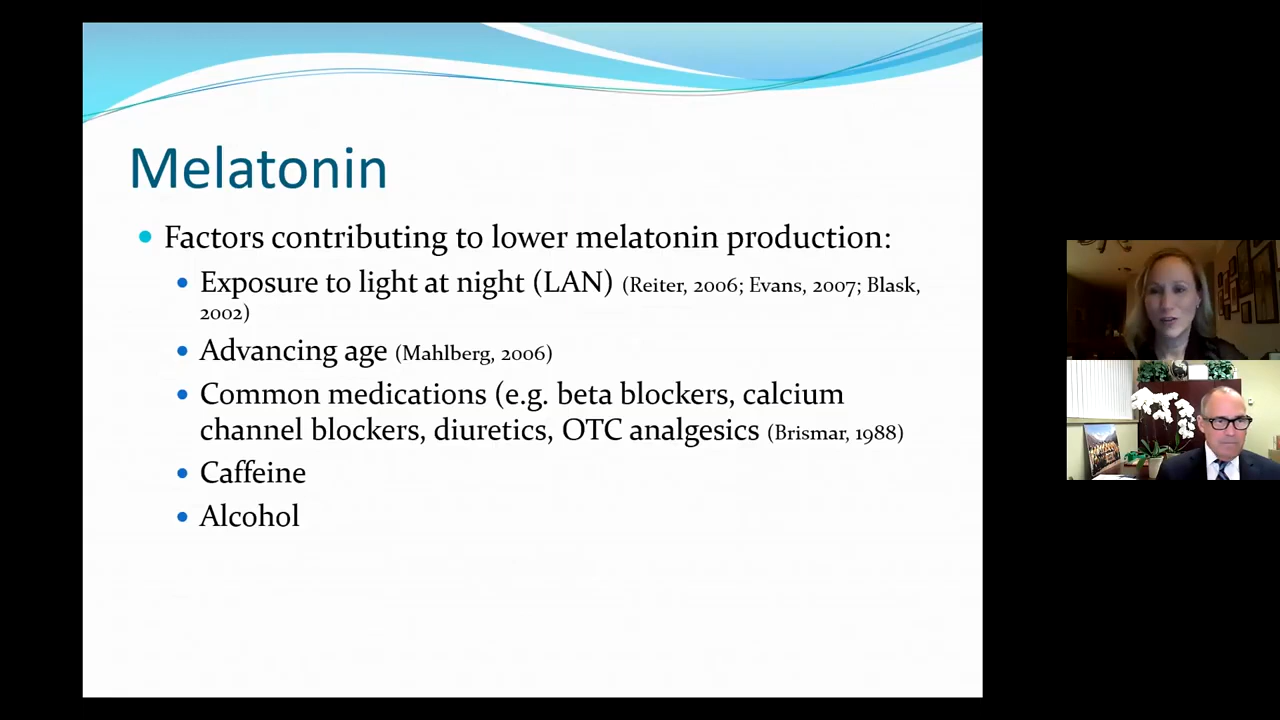 Melatonin
Factors contributing to lower melatonin production:
Exposure to light at night (LAN) (Reiter, 2006; Evans, 2007; Blask,
2002)
Advancing age (Mahlberg, 2006)
Common medications (e.g. beta blockers, calcium
channel blockers, diuretics, OTC analgesics (Brismar, 1988)
Caffeine
Alcohol